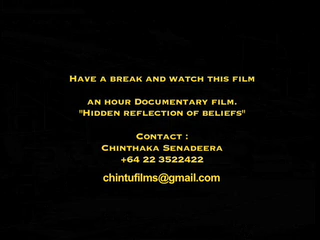 Have a break and watch this film
an hour Documentary film.
"Hidden reflection of beliefs"
Contact :
Chinthaka Senadeera
+64 22 3522422
chintufilms@gmail.com